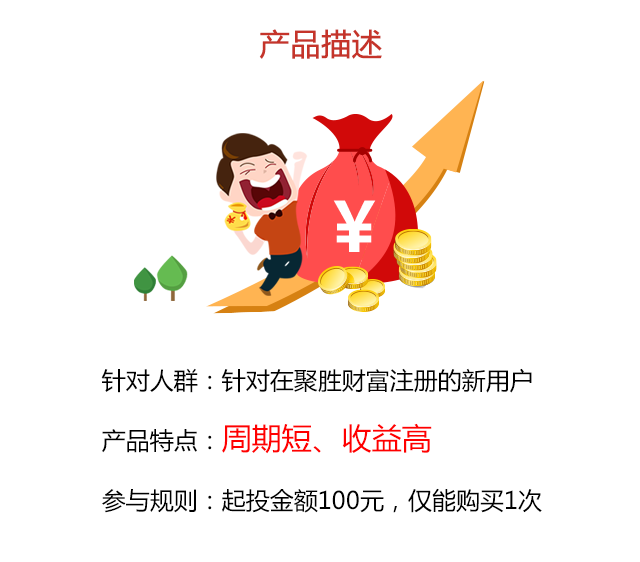 产品描述
¥
针对人群：针对在聚胜财富注册的新用户
产品特点：周期短、收益高
参与规则：起投金额100元，仅能购买1次